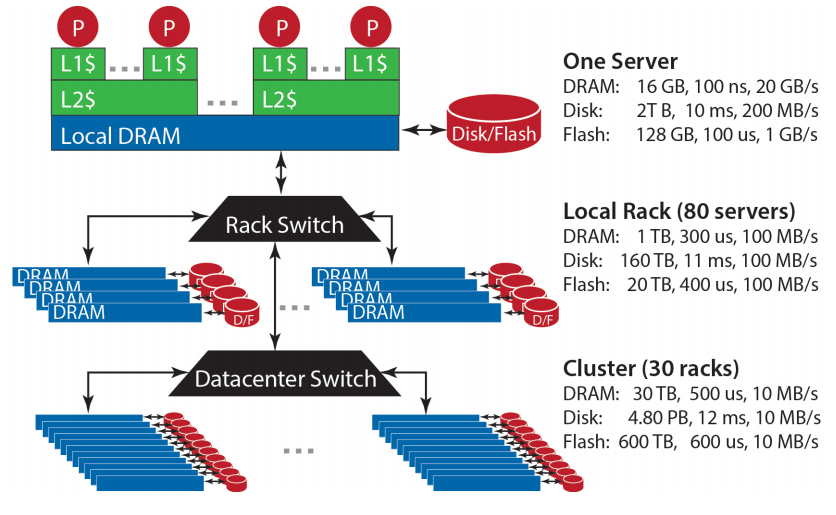 P P P P
L1$ L1$ L1$ L1$
L2$ L2$
Local DRAM
Disk/Flash
One Server
DRAM: 16 GB, 100 ns, 20 GB/s
Disk: 2T B, 10 ms, 200 MB/s
Flash: 128 GB, 100 us, 1 GB/s
Rack Switch
DRAM DRAM
DRAM DRAM
DRAM DRAM
DRAM DRAM
D/F D/F
Local Rack (80 servers)
DRAM: 1 TB, 300 us, 100 MB/s
Disk: 160 TB, 11 ms, 100 MB/s
Flash: 20 TB, 400 us, 100 MB/s
Datacenter Switch
Cluster (30 racks)
DRAM: 30 TB, 500 us, 10 MB/s
Disk: 4.80 PB, 12 ms, 10 MB/s
Flash: 600 TB, 600 us, 10 MB/s